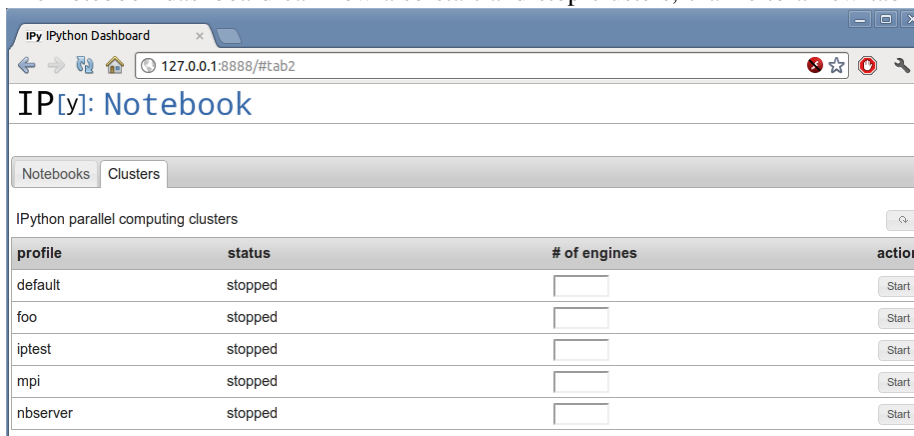 IPy IPython Dashboard
127.0.0.1:8888/#tab2
IP[y]: Notebook
Notebooks Clusters
IPython parallel computing clusters
profile status # of engines action
default stopped Start
foo stopped Start
iptest stopped Start
mpi stopped Start
nbserver stopped Start